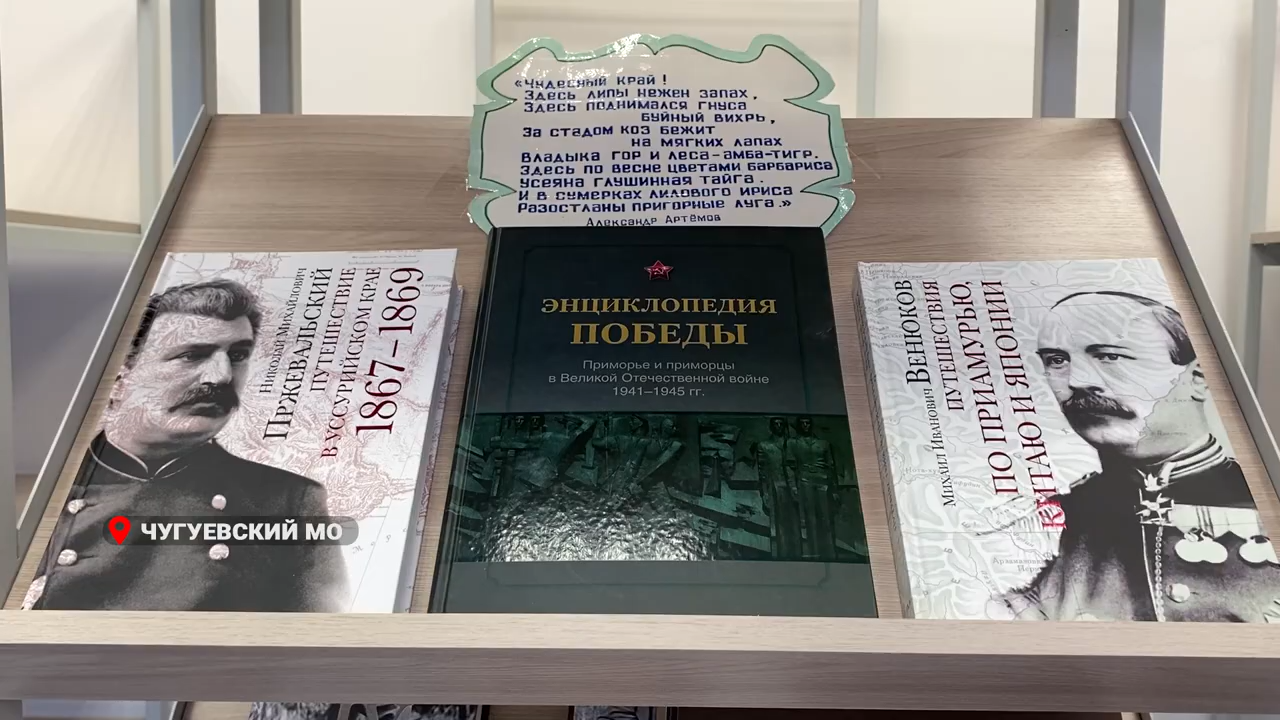 «Чудесный край!
Здесь липы нежен запах,
Здесь поднимался гнуса
буйный вихрь,
За стадом коз бежит
на мягких лапах
Владыка гор и леса-амба-тигр.
Здесь по весне цветами барбариса
Усеяна глушинная тайга.
И в сумерках лилового ириса
Разостланы пригорные луга.»
Александр Артёмов
Николай Михайлович
Пржевальский
Путешествие
в Уссурийском крае
1867–1869
ЭНЦИКЛОПЕДИЯ
ПОБЕДЫ
Приморье и приморцы
в Великой Отечественной войне
1941–1945 гг.
Михаил Иванович Венюков
Путешествия
по Приамурью,
Китаю и Японии
ЧУГУЕВСКИЙ МО